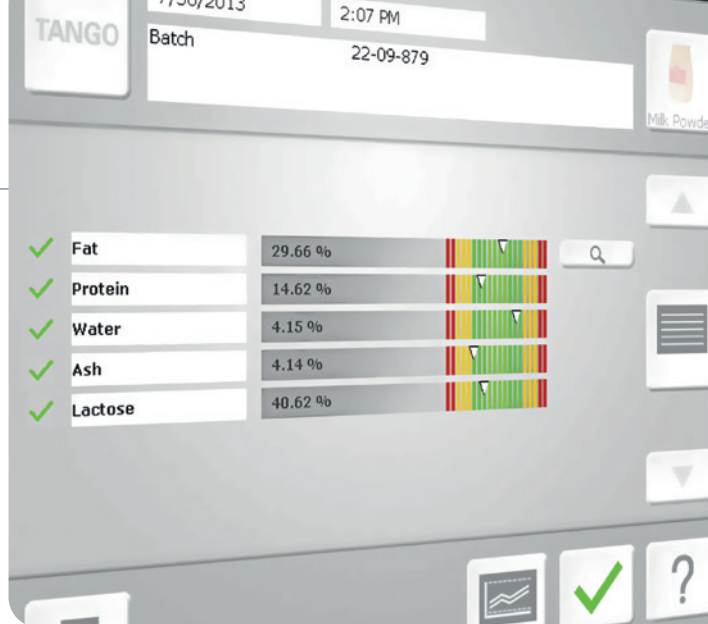 7/30/2013
2:07 PM
TANGO
Batch
22-09-879
Milk Powde
Fat
29.66 %
Protein
14.62 %
Water
4.15 %
Ash
4.14 %
Lactose
40.62 %
?